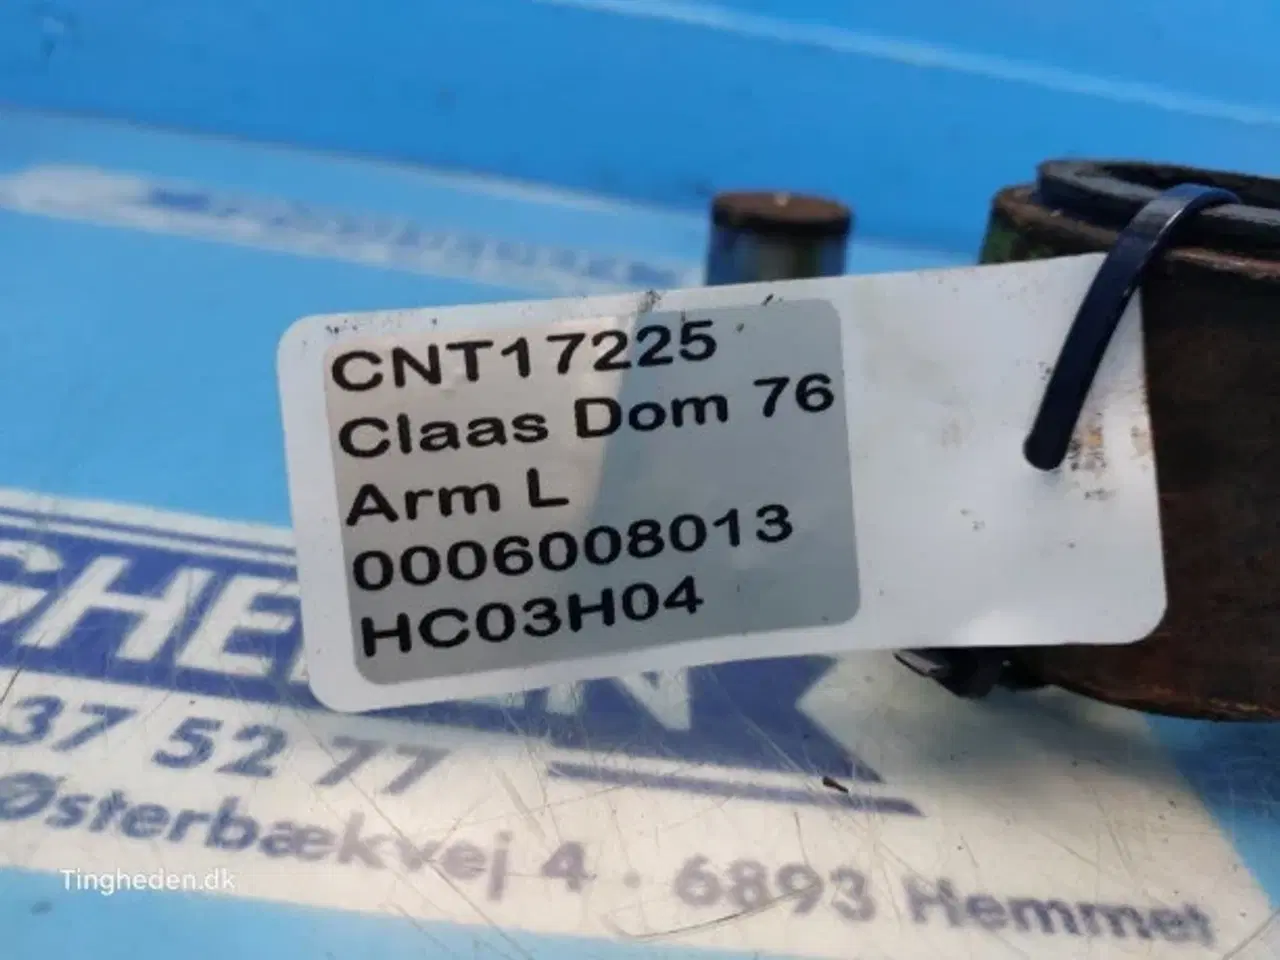 CNT17225
Claas Dom 76
Arm L
0006008013
HC03H04
37 52 77
Østerbækvej 4 · 6893 Hemmet
Tingheden.dk